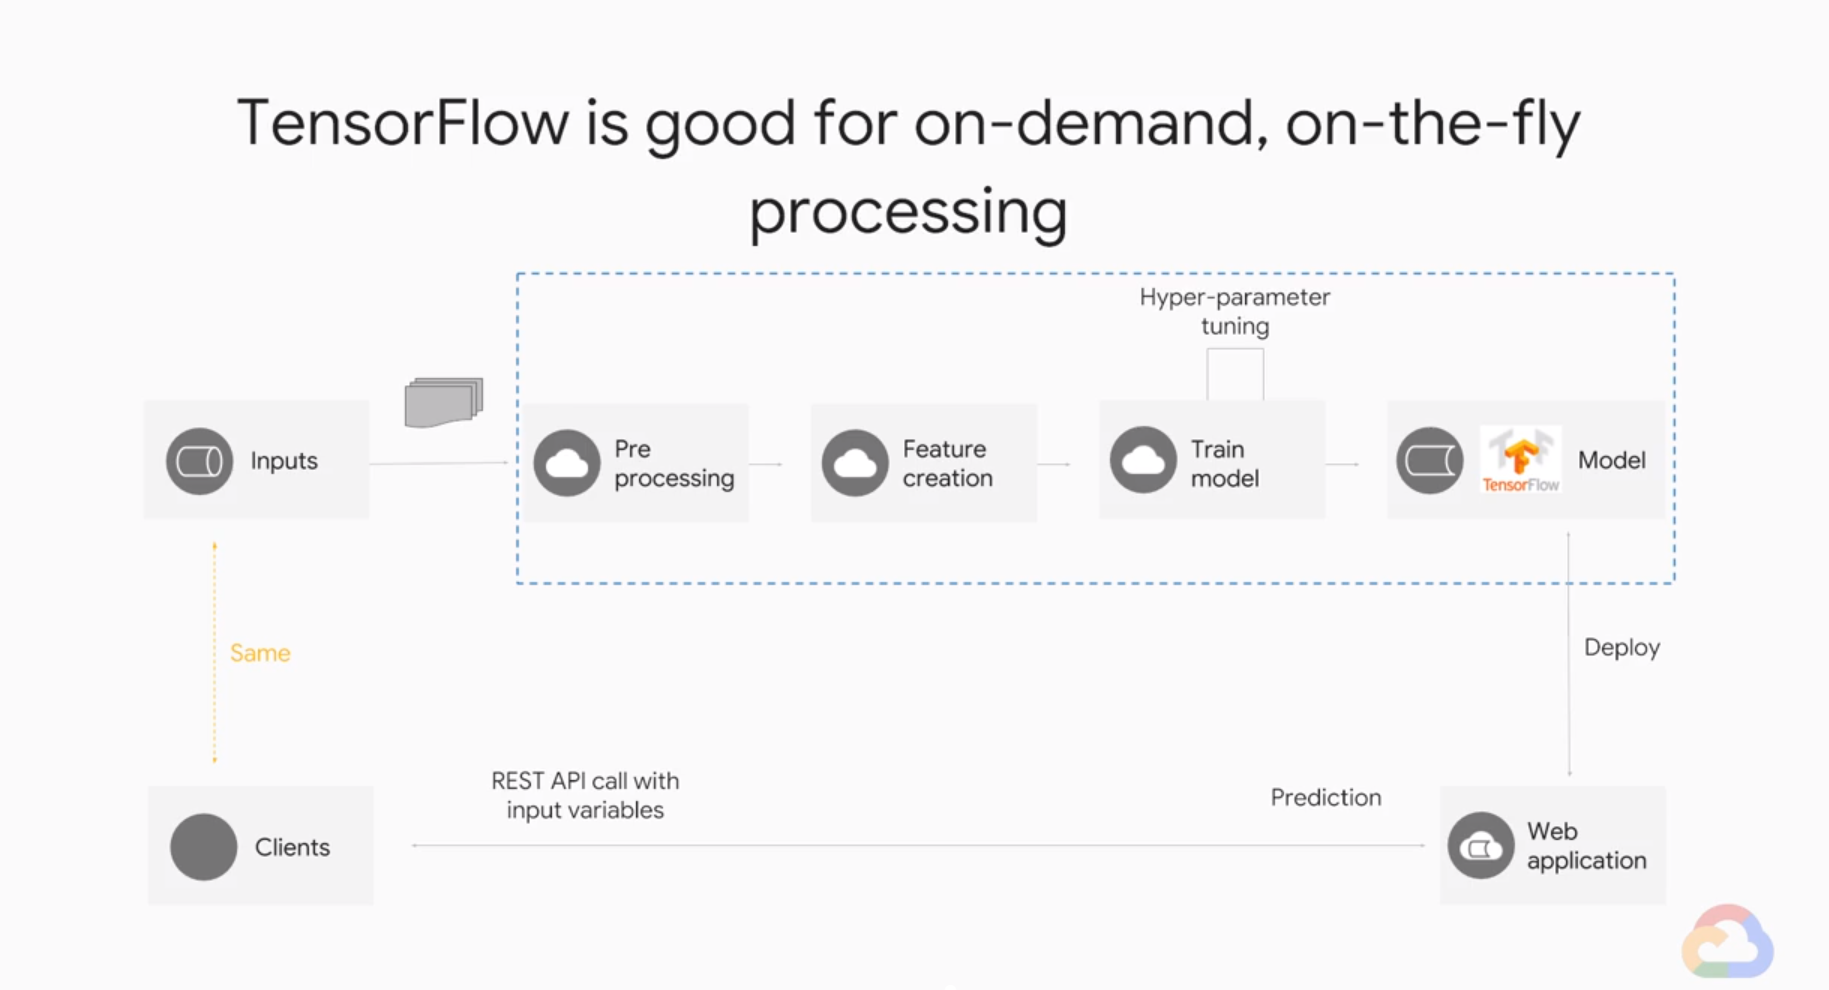 TensorFlow is good for on-demand, on-the-fly
processing
Hyper-parameter
tuning
Inputs
Pre
processing
Feature
creation
Train
model
TensorFlow
Model
Same
Deploy
Clients
REST API call with
input variables
Prediction
Web
application